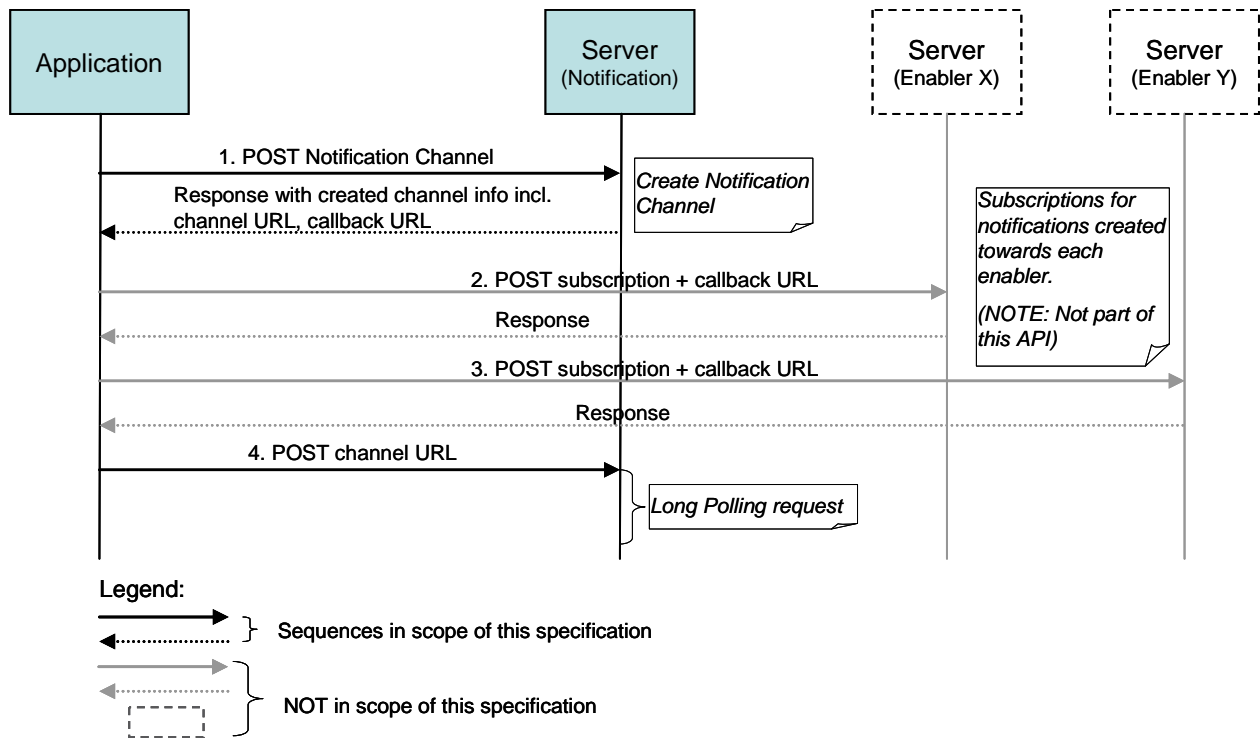 Application
Server
(Notification)
Server
(Enabler X)
Server
(Enabler Y)
1. POST Notification Channel
Create Notification
Channel
Response with created channel info incl.
channel URL, callback URL
Subscriptions for
notifications created
towards each
enabler.
(NOTE: Not part of
this API)
2. POST subscription + callback URL
Response
3. POST subscription + callback URL
Response
4. POST channel URL
Long Polling request
Legend:
Sequences in scope of this specification
NOT in scope of this specification